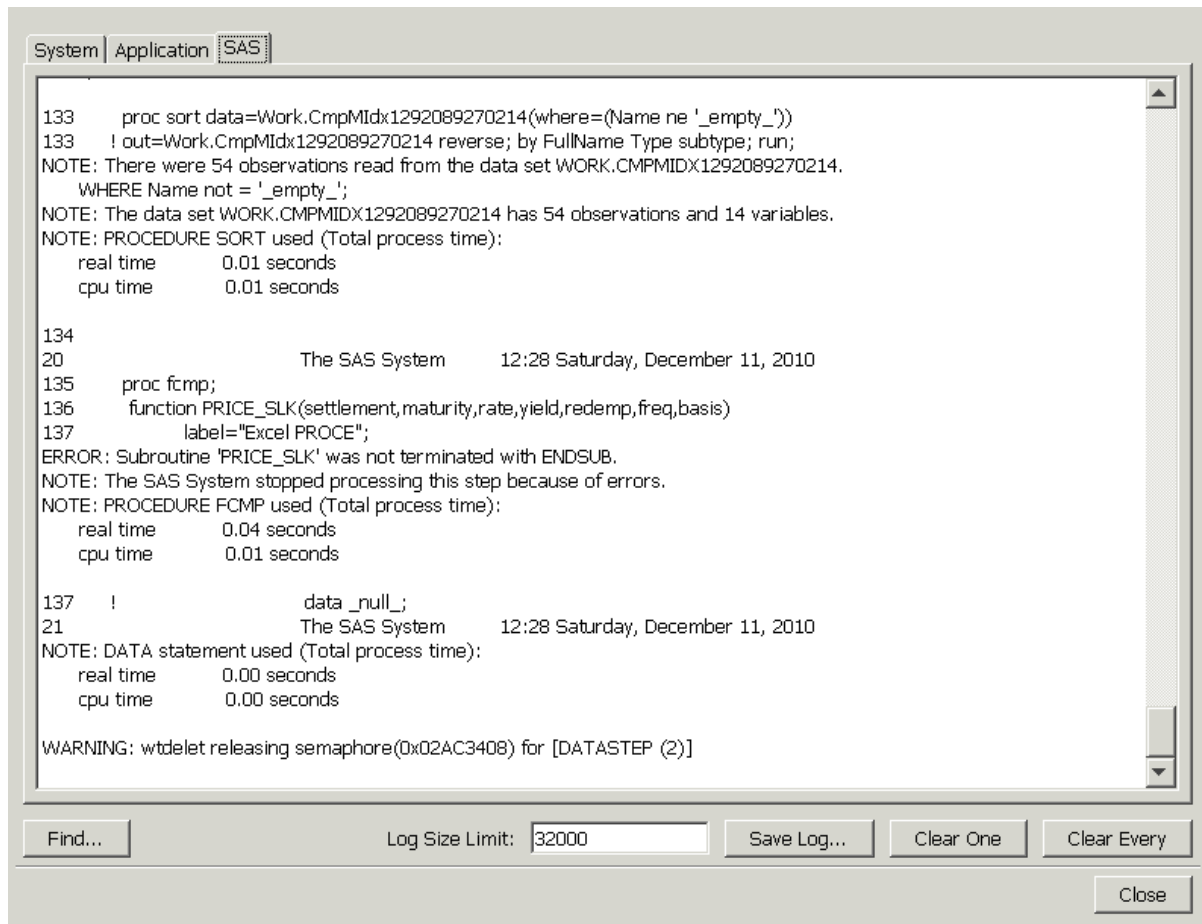 System Application SAS
133 proc sort data=Work.CmpMIdx1292089270214(where=(Name ne '_empty_'))
133 ! out=Work.CmpMIdx1292089270214 reverse; by FullName Type subtype; run;
NOTE: There were 54 observations read from the data set WORK.CMPMIDX1292089270214.
WHERE Name not = '_empty_';
NOTE: The data set WORK.CMPMIDX1292089270214 has 54 observations and 14 variables.
NOTE: PROCEDURE SORT used (Total process time):
real time 0.01 seconds
cpu time 0.01 seconds
134
20 The SAS System 12:28 Saturday, December 11, 2010
135 proc fcmp;
136 function PRICE_SLK(settlement,maturity,rate,yield,redemp,freq,basis)
137 label="Excel PROCE";
ERROR: Subroutine 'PRICE_SLK' was not terminated with ENDSUB.
NOTE: The SAS System stopped processing this step because of errors.
NOTE: PROCEDURE FCMP used (Total process time):
real time 0.04 seconds
cpu time 0.01 seconds
137 ! data _null_;
21 The SAS System 12:28 Saturday, December 11, 2010
NOTE: DATA statement used (Total process time):
real time 0.00 seconds
cpu time 0.00 seconds
WARNING: wtdelet releasing semaphore(0x02AC3408) for [DATASTEP (2)]
Find... Log Size Limit: 32000 Save Log... Clear One Clear Every
Close